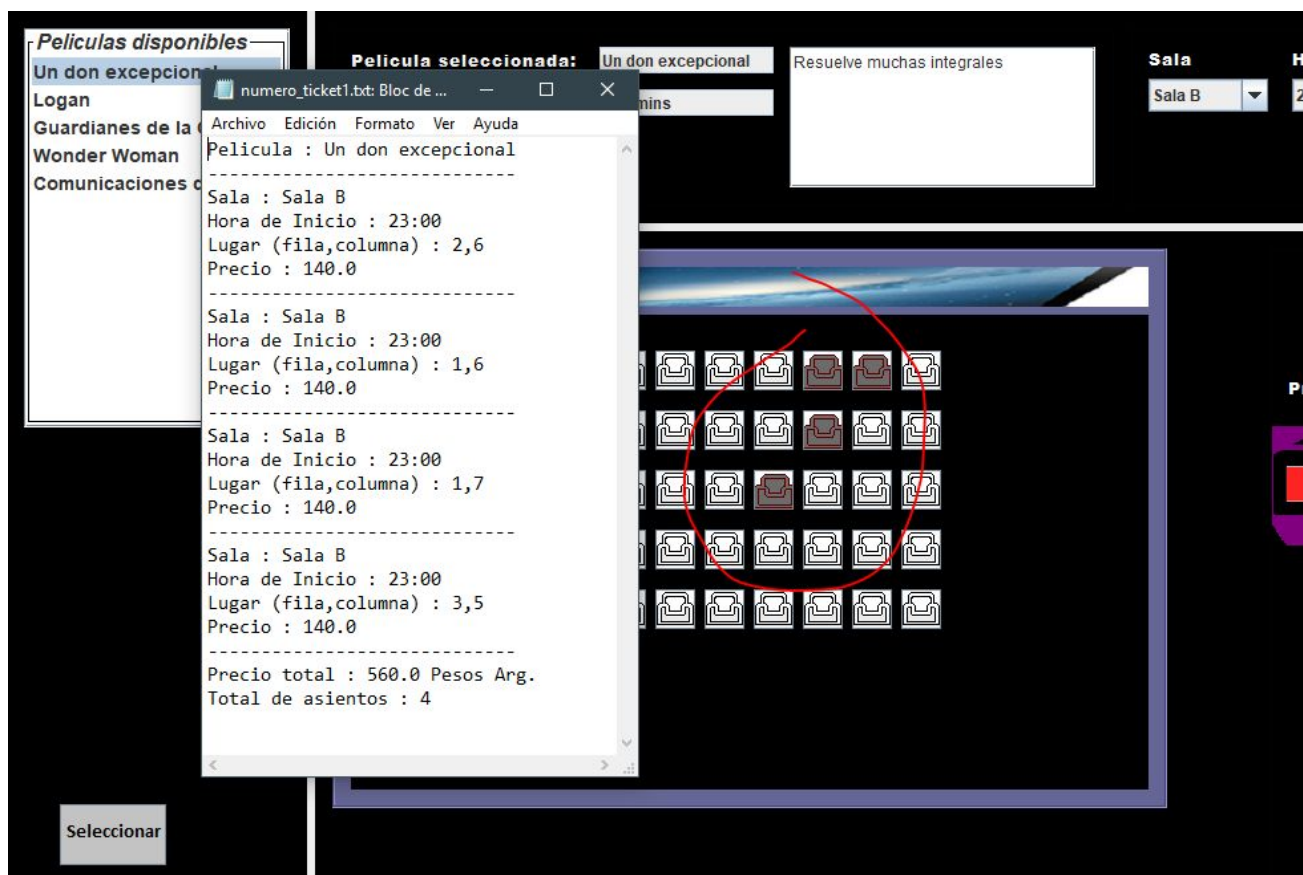 Peliculas disponibles
Un don excepcional
Logan
Guardianes de la
Wonder Woman
Comunicaciones
Pelicula seleccionada:
Un don excepcional
mins
Resuelve muchas integrales
Sala
Sala B
numero_ticket1.txt: Bloc de ...
Archivo Edición Formato Ver Ayuda
Pelicula : Un don excepcional
------------------------------
Sala : Sala B
Hora de Inicio : 23:00
Lugar (fila,columna) : 2,6
Precio : 140.0
------------------------------
Sala : Sala B
Hora de Inicio : 23:00
Lugar (fila,columna) : 1,6
Precio : 140.0
------------------------------
Sala : Sala B
Hora de Inicio : 23:00
Lugar (fila,columna) : 1,7
Precio : 140.0
------------------------------
Sala : Sala B
Hora de Inicio : 23:00
Lugar (fila,columna) : 3,5
Precio : 140.0
------------------------------
Precio total : 560.0 Pesos Arg.
Total de asientos : 4
Seleccionar